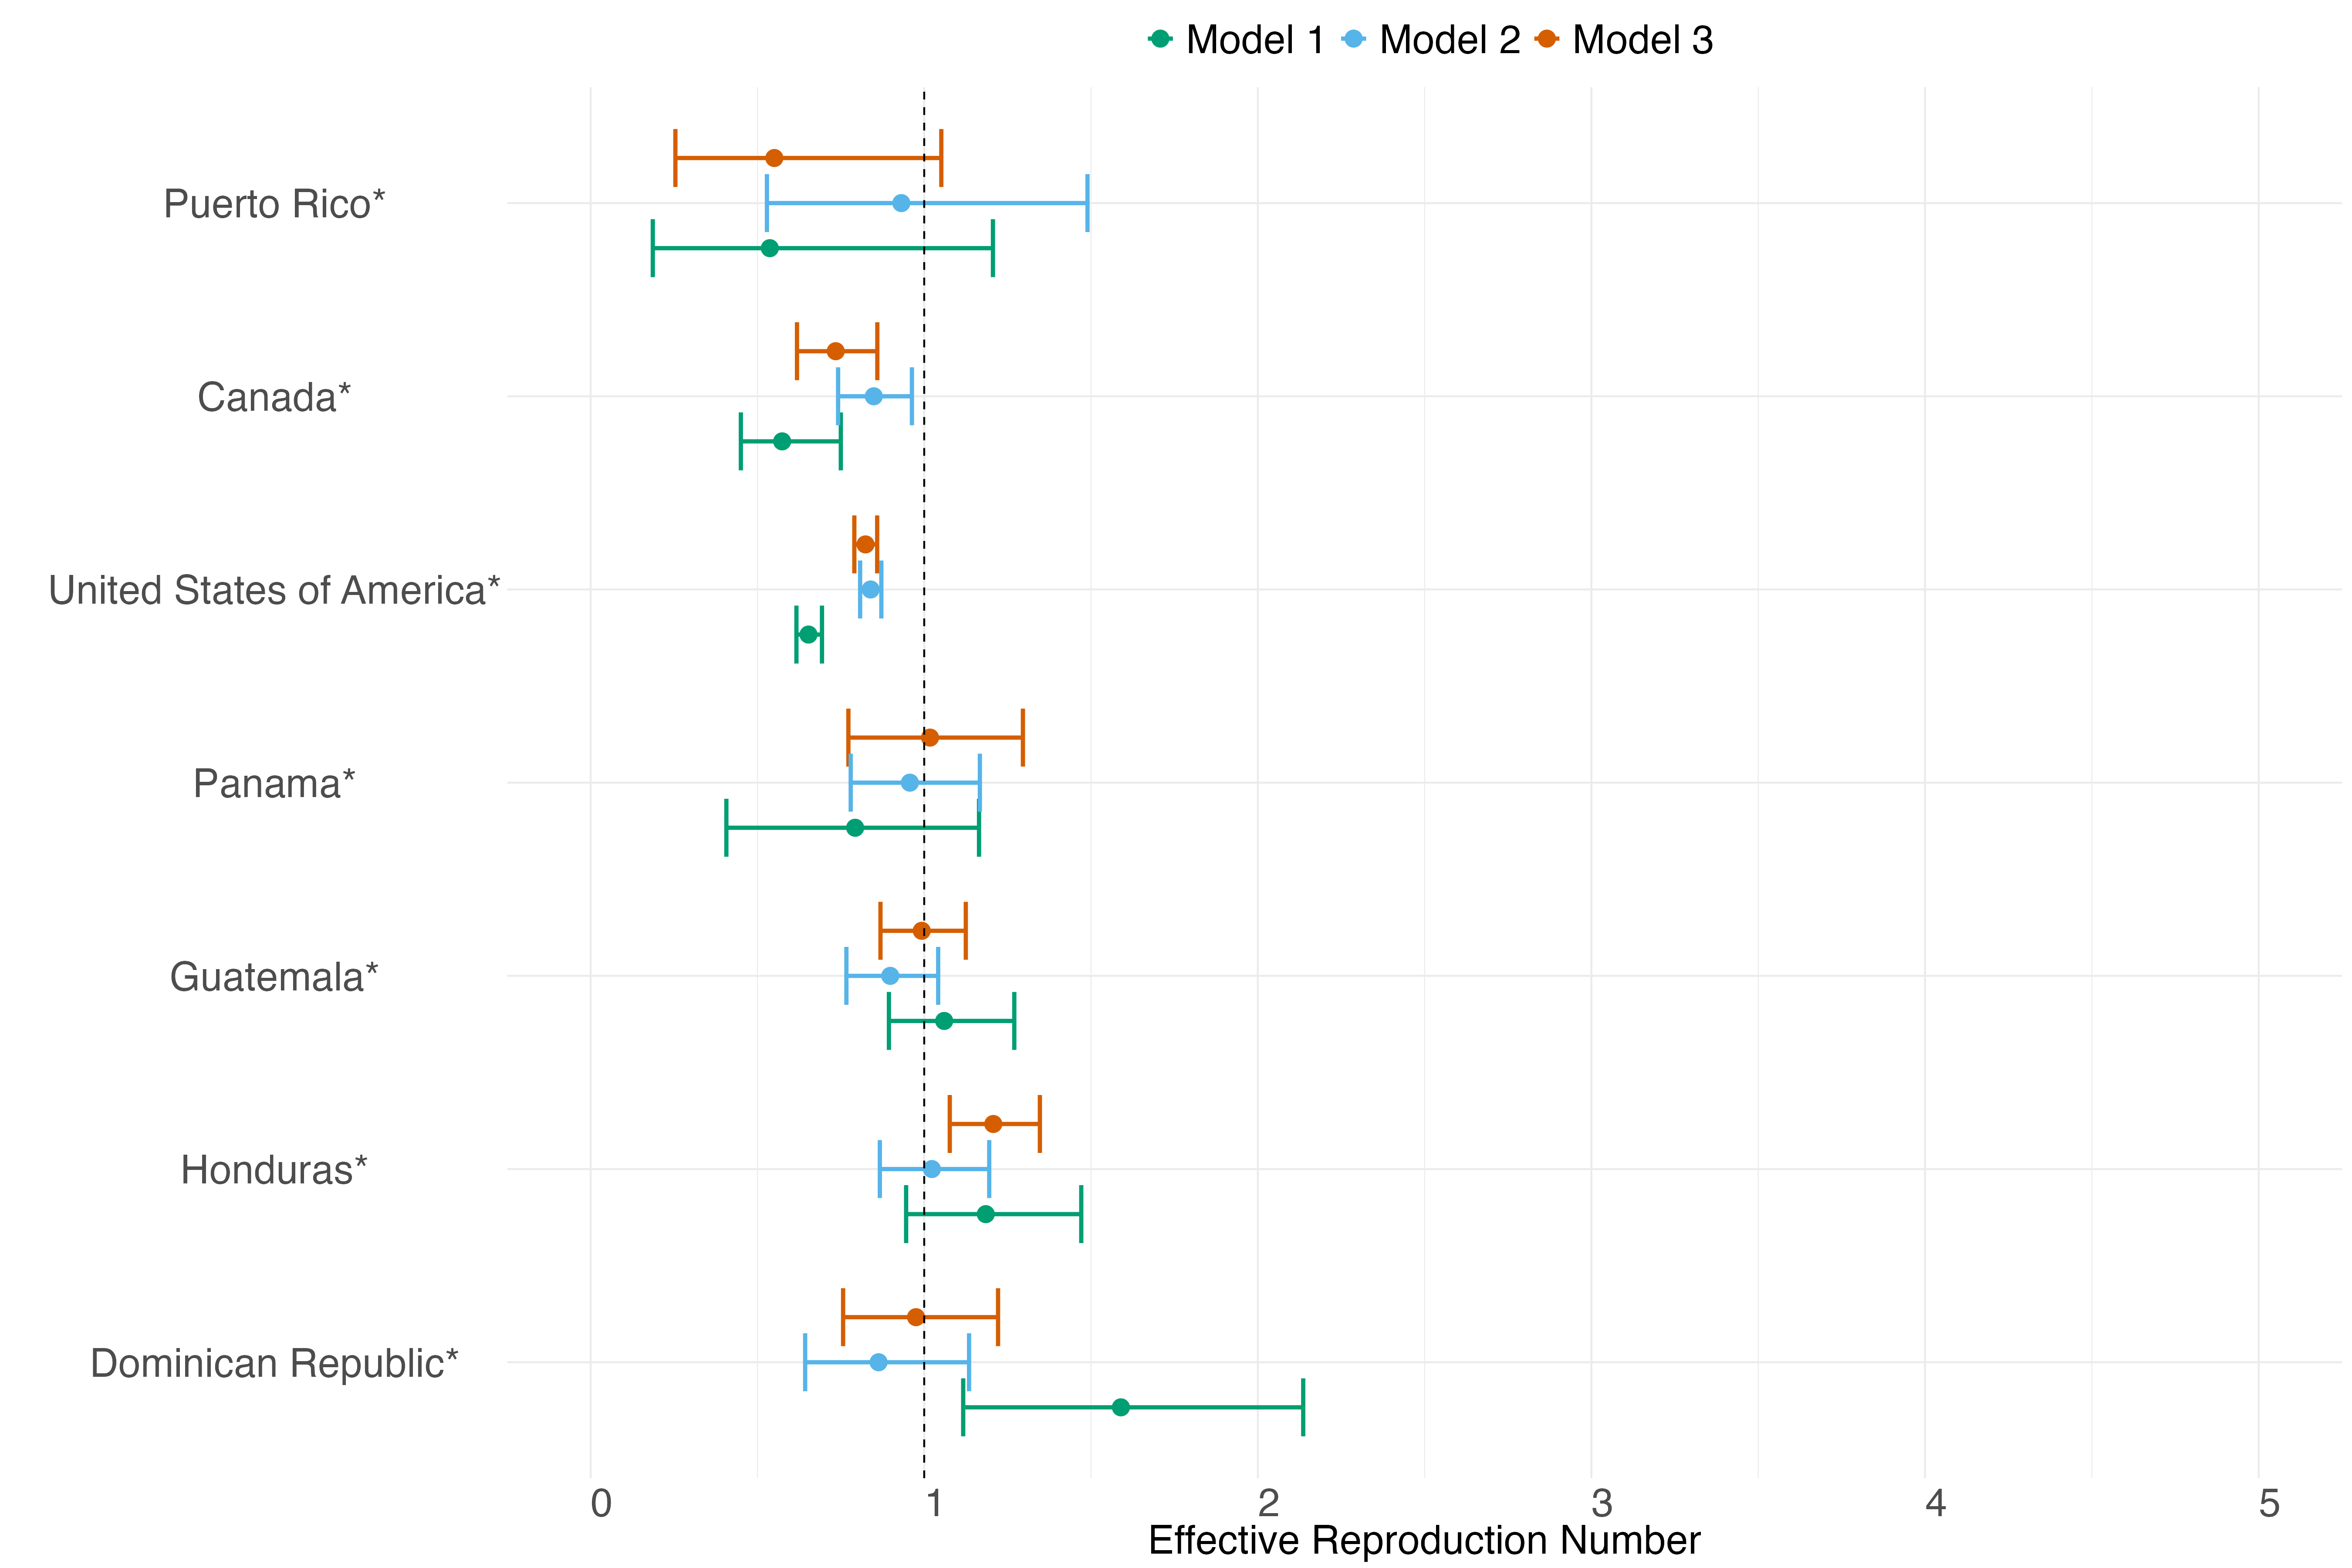 Model 1 Model 2 Model 3
Puerto Rico*
Canada*
United States of America*
Panama*
Guatemala*
Honduras*
Dominican Republic*
0 1 2 3 4 5
Effective Reproduction Number